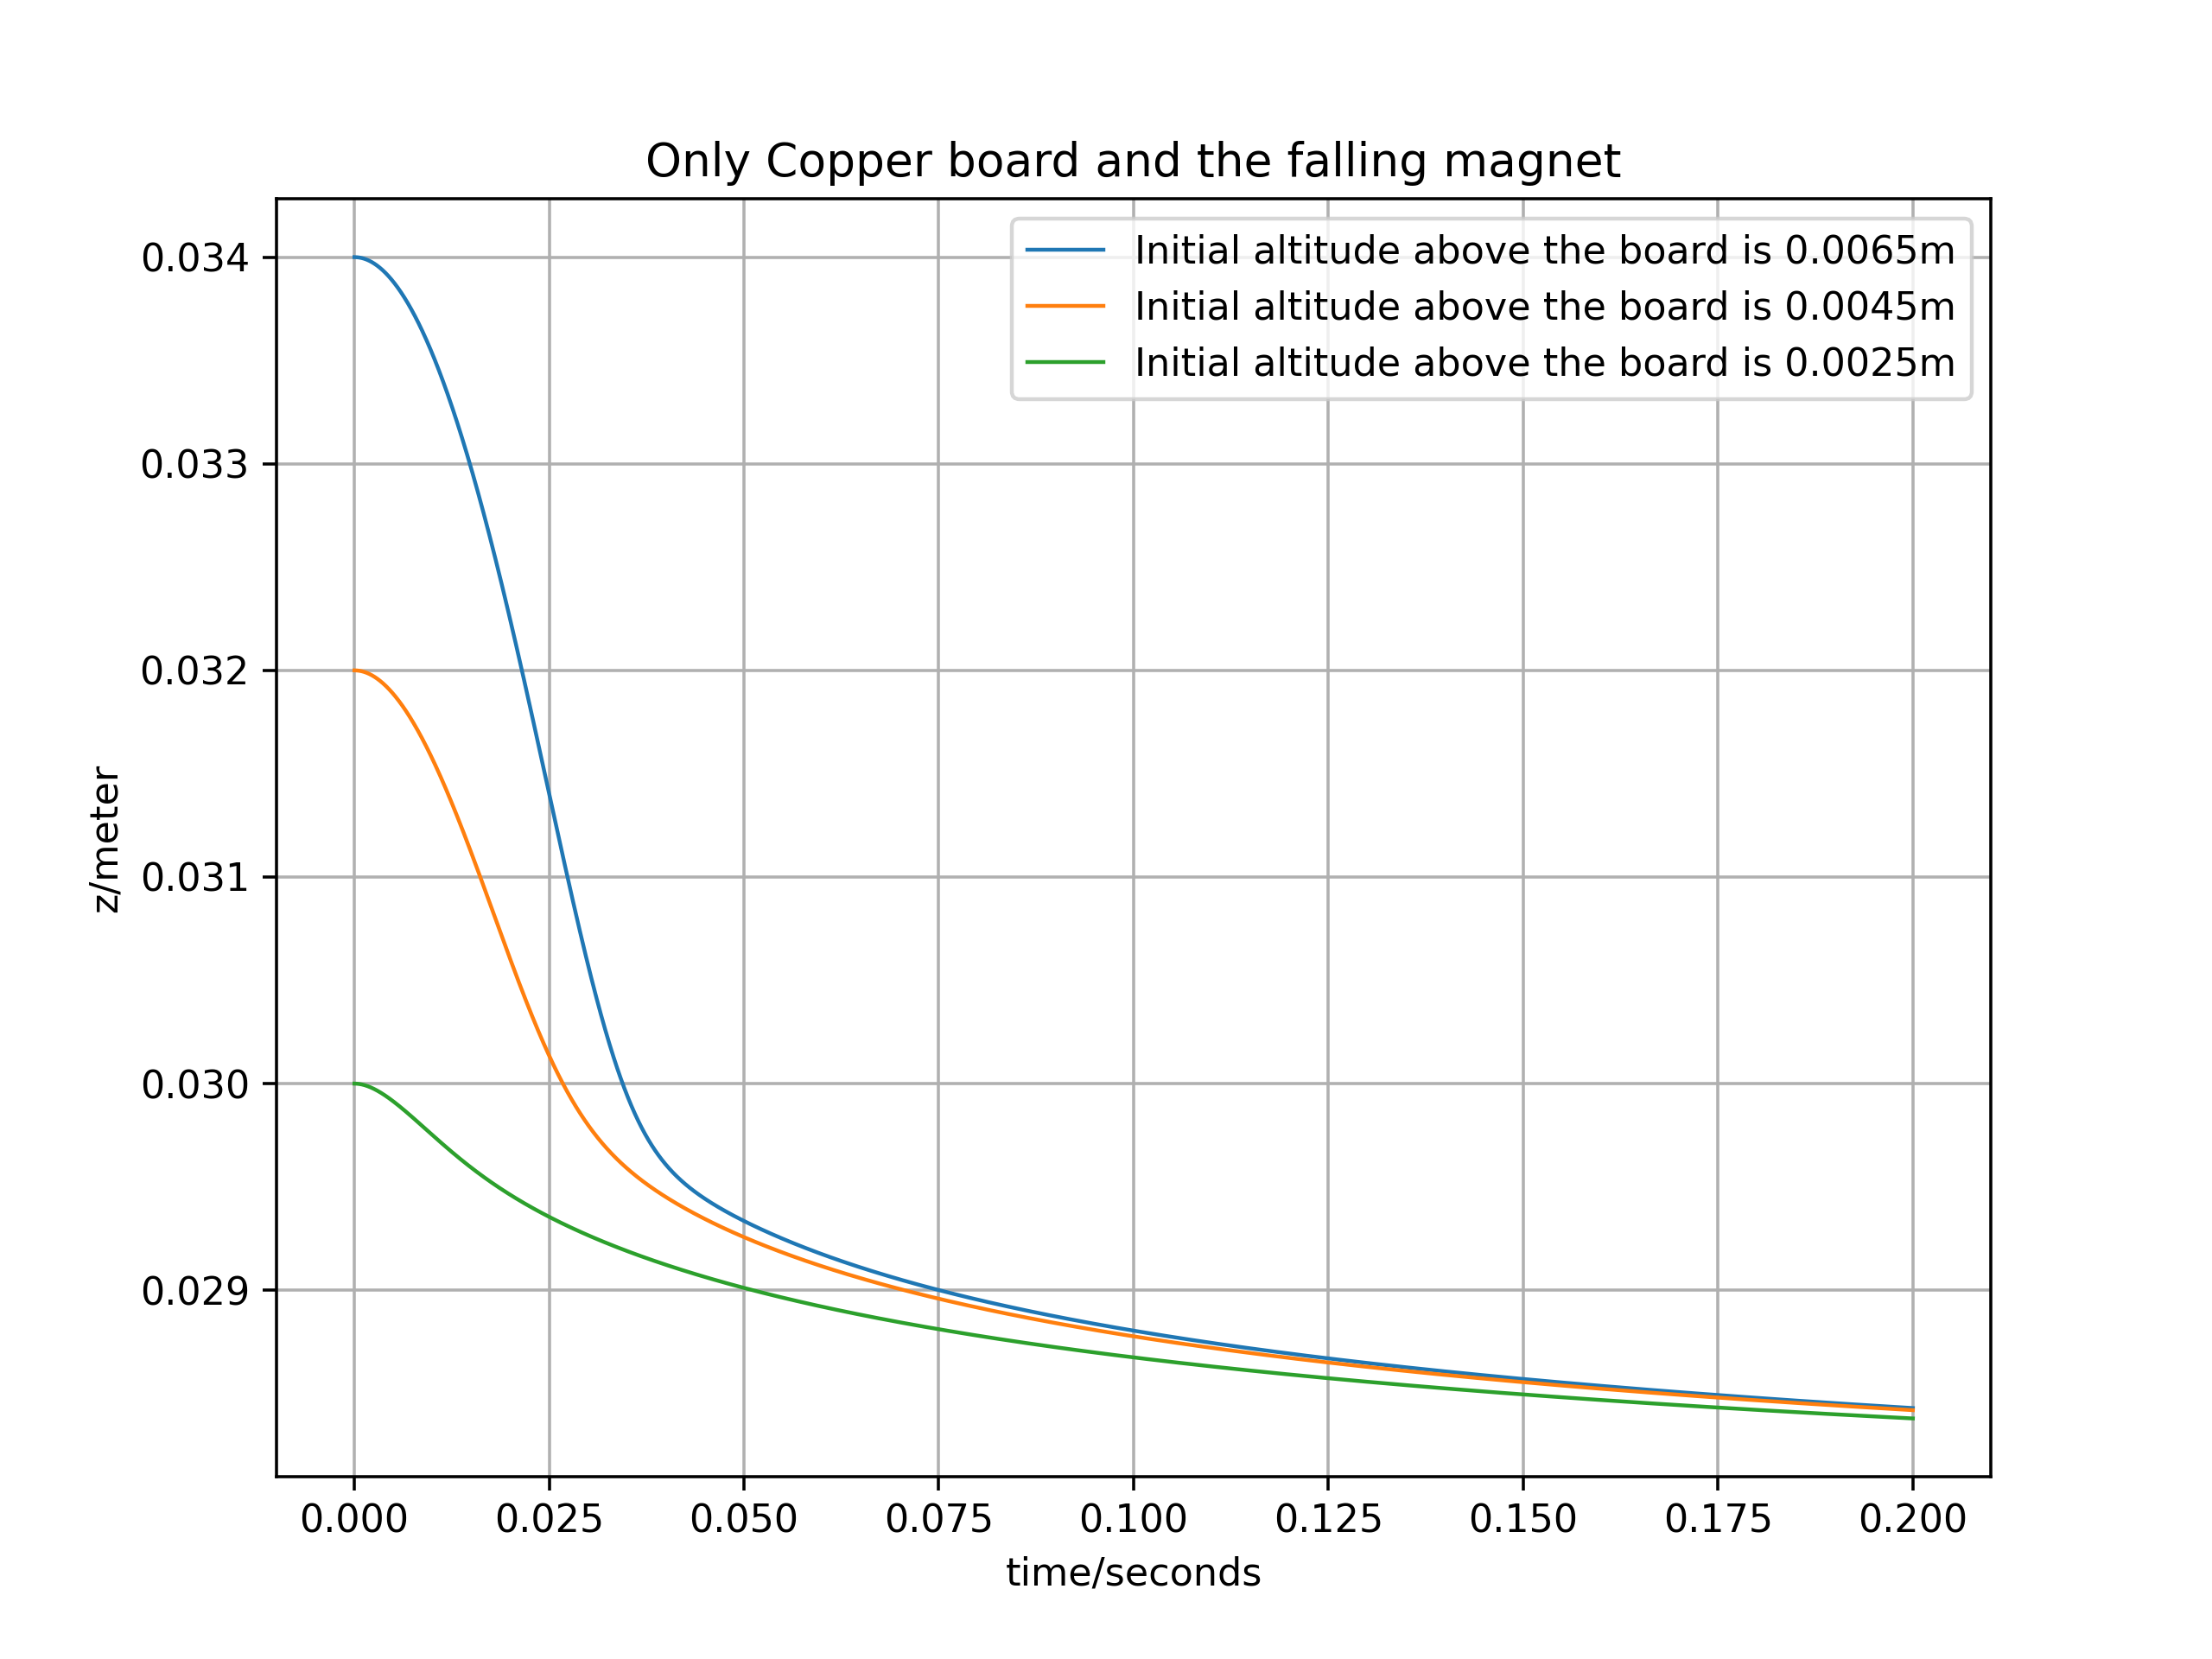 Only Copper board and the falling magnet
Initial altitude above the board is 0.0065m
Initial altitude above the board is 0.0045m
Initial altitude above the board is 0.0025m
0.034
0.033
0.032
0.031
0.030
0.029
z/meter
0.000 0.025 0.050 0.075 0.100 0.125 0.150 0.175 0.200
time/seconds